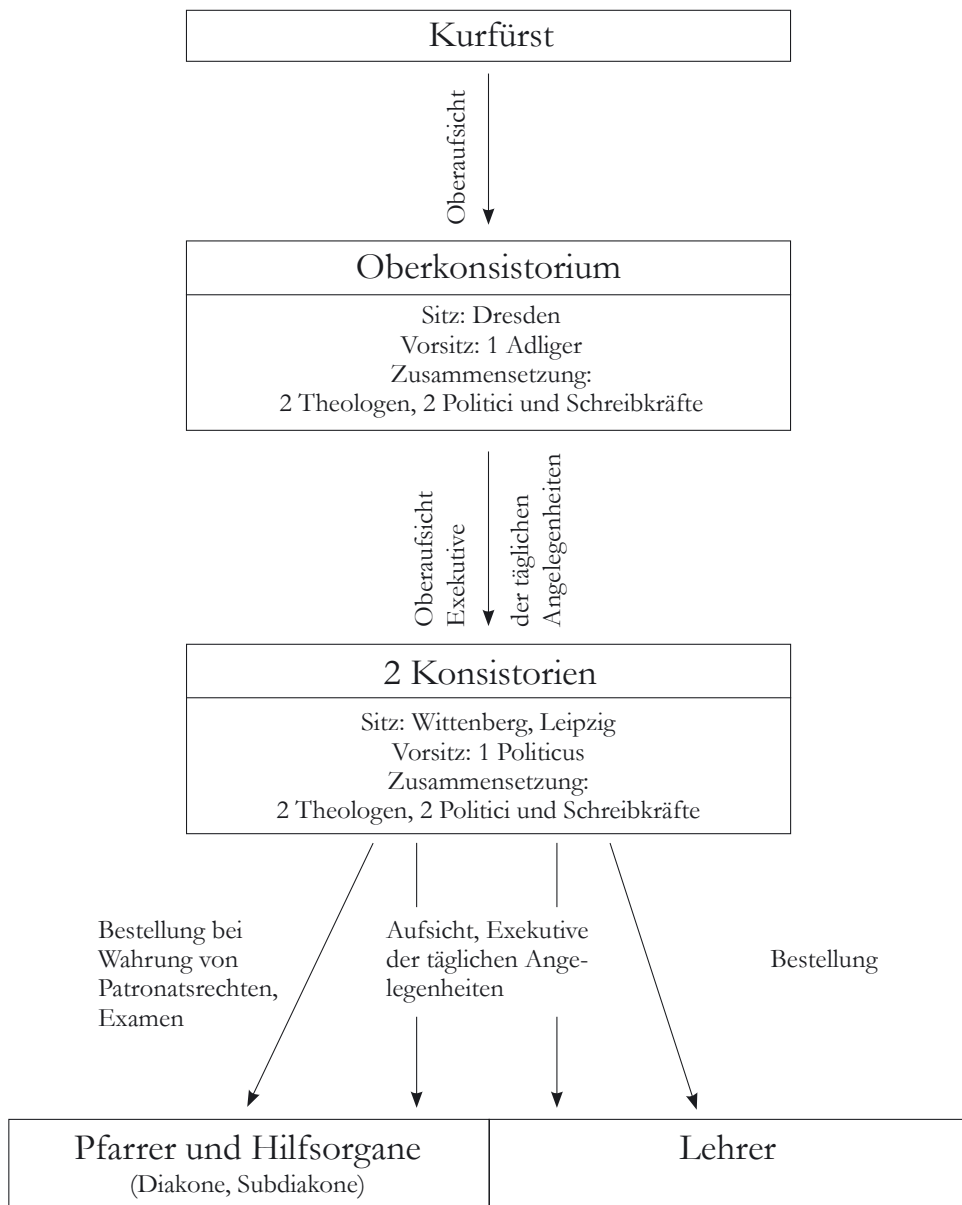 Kurfürst
Oberaufsicht
Oberkonsistorium
Sitz: Dresden
Vorsitz: 1 Adliger
Zusammensetzung:
2 Theologen, 2 Politici und Schreibkräfte
Oberaufsicht
Exekutive
der täglichen
Angelegenheiten
2 Konsistorien
Sitz: Wittenberg, Leipzig
Vorsitz: 1 Politicus
Zusammensetzung:
2 Theologen, 2 Politici und Schreibkräfte
Bestellung bei
Wahrung von
Patronatsrechten,
Examen
Aufsicht, Exekutive
der täglichen Ange-
legenheiten
Bestellung
Pfarrer und Hilfsorgane
(Diakone, Subdiakone)
Lehrer